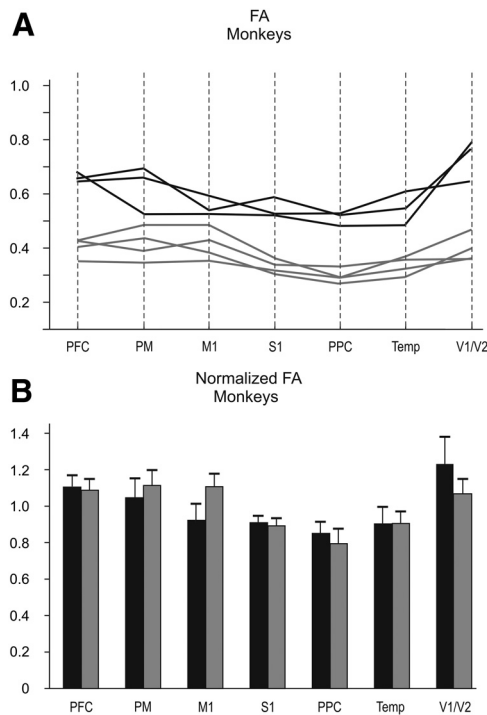 A
FA
Monkeys
1.0
0.8
0.6
0.4
0.2
PFC PM M1 S1 PPC Temp V1/V2
B
Normalized FA
Monkeys
1.4
1.2
1.0
0.8
0.6
0.4
0.2
0
PFC PM M1 S1 PPC Temp V1/V2